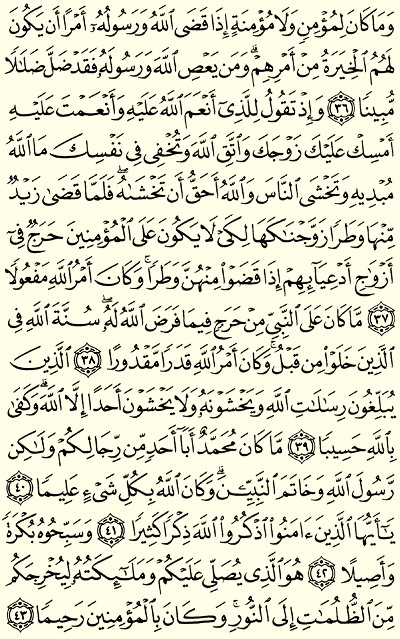 وَمَا كَانَ لِمُؤْمِنٍ وَلَا مُؤْمِنَةٍ إِذَا قَضَى ٱللَّهُ وَرَسُولُهُۥٓ أَمْرًا أَن يَكُونَ
لَهُمُ ٱلْخِيَرَةُ مِنْ أَمْرِهِمْ ۗ وَمَن يَعْصِ ٱللَّهَ وَرَسُولَهُۥ فَقَدْ ضَلَّ ضَلَٰلًا
مُّبِينًا ٣٦ وَإِذْ تَقُولُ لِلَّذِىٓ أَنْعَمَ ٱللَّهُ عَلَيْهِ وَأَنْعَمْتَ عَلَيْهِ
أَمْسِكْ عَلَيْكَ زَوْجَكَ وَٱتَّقِ ٱللَّهَ وَتُخْفِى فِى نَفْسِكَ مَا ٱللَّهُ
مُبْدِيهِ وَتَخْشَى ٱلنَّاسَ وَٱللَّهُ أَحَقُّ أَن تَخْشَىٰهُ ۖ فَلَمَّا قَضَىٰ زَيْدٌ
مِّنْهَا وَطَرًا زَوَّجْنَٰكَهَا لِكَىْ لَا يَكُونَ عَلَى ٱلْمُؤْمِنِينَ حَرَجٌ فِىٓ
أَزْوَٰجِ أَدْعِيَآئِهِمْ إِذَا قَضَوْا۟ مِنْهُنَّ وَطَرًا ۚ وَكَانَ أَمْرُ ٱللَّهِ مَفْعُولًا
٣٧ مَّا كَانَ عَلَى ٱلنَّبِىِّ مِنْ حَرَجٍ فِيمَا فَرَضَ ٱللَّهُ لَهُۥ ۖ سُنَّةَ ٱللَّهِ فِى
ٱلَّذِينَ خَلَوْا۟ مِن قَبْلُ ۚ وَكَانَ أَمْرُ ٱللَّهِ قَدَرًا مَّقْدُورًا ٣٨ ٱلَّذِينَ
يُبَلِّغُونَ رِسَٰلَٰتِ ٱللَّهِ وَيَخْشَوْنَهُۥ وَلَا يَخْشَوْنَ أَحَدًا إِلَّا ٱللَّهَ ۗ وَكَفَىٰ
بِٱللَّهِ حَسِيبًا ٣٩ مَّا كَانَ مُحَمَّدٌ أَبَآ أَحَدٍ مِّن رِّجَالِكُمْ وَلَٰكِن
رَّسُولَ ٱللَّهِ وَخَاتَمَ ٱلنَّبِيِّـۧنَ ۗ وَكَانَ ٱللَّهُ بِكُلِّ شَىْءٍ عَلِيمًا ٤٠
يَٰٓأَيُّهَا ٱلَّذِينَ ءَامَنُوا۟ ٱذْكُرُوا۟ ٱللَّهَ ذِكْرًا كَثِيرًا ٤١ وَسَبِّحُوهُ بُكْرَةً
وَأَصِيلًا ٤٢ هُوَ ٱلَّذِى يُصَلِّى عَلَيْكُمْ وَمَلَٰٓئِكَتُهُۥ لِيُخْرِجَكُم
مِّنَ ٱلظُّلُمَٰتِ إِلَى ٱلنُّورِ ۚ وَكَانَ بِٱلْمُؤْمِنِينَ رَحِيمًا ٤٣